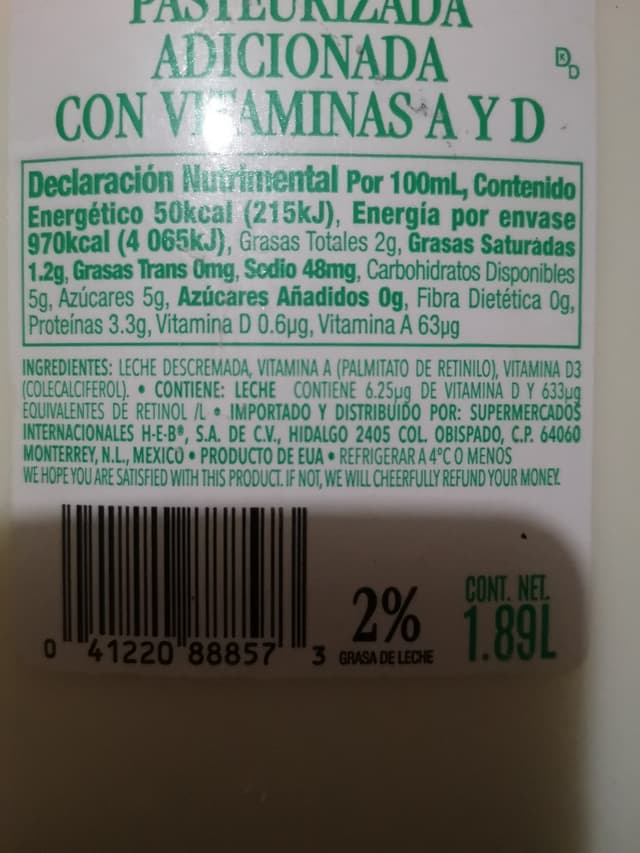 PASTEURIZADA
ADICIONADA
CON VITAMINAS A Y D
K
D
Declaración Nutrimental Por 100mL, Contenido
Energético 50kcal (215kJ), Energía por envase
970kcal (4 065kJ), Grasas Totales 2g, Grasas Saturadas
1.2g, Grasas Trans 0mg, Sodio 48mg, Carbohidratos Disponibles
5g, Azúcares 5g, Azúcares Añadidos 0g, Fibra Dietética 0g,
Proteínas 3.3g, Vitamina D 0.6µg, Vitamina A 63µg
INGREDIENTES: LECHE DESCREMADA, VITAMINA A (PALMITATO DE RETINILO), VITAMINA D3
(COLECALCIFEROL). • CONTIENE: LECHE CONTIENE 6.25µg DE VITAMINA D Y 633µg
EQUIVALENTES DE RETINOL /L • IMPORTADO Y DISTRIBUIDO POR: SUPERMERCADOS
INTERNACIONALES H-E-B®, S.A. DE C.V., HIDALGO 2405 COL. OBISPADO, C.P. 64060
MONTERREY, N.L., MEXICO • PRODUCTO DE EUA • REFRIGERAR A 4°C O MENOS
WE HOPE YOU ARE SATISFIED WITH THIS PRODUCT. IF NOT, WE WILL CHEERFULLY REFUND YOUR MONEY.
0 41220 88857 3
2%
GRASA DE LECHE
CONT. NET.
1.89L